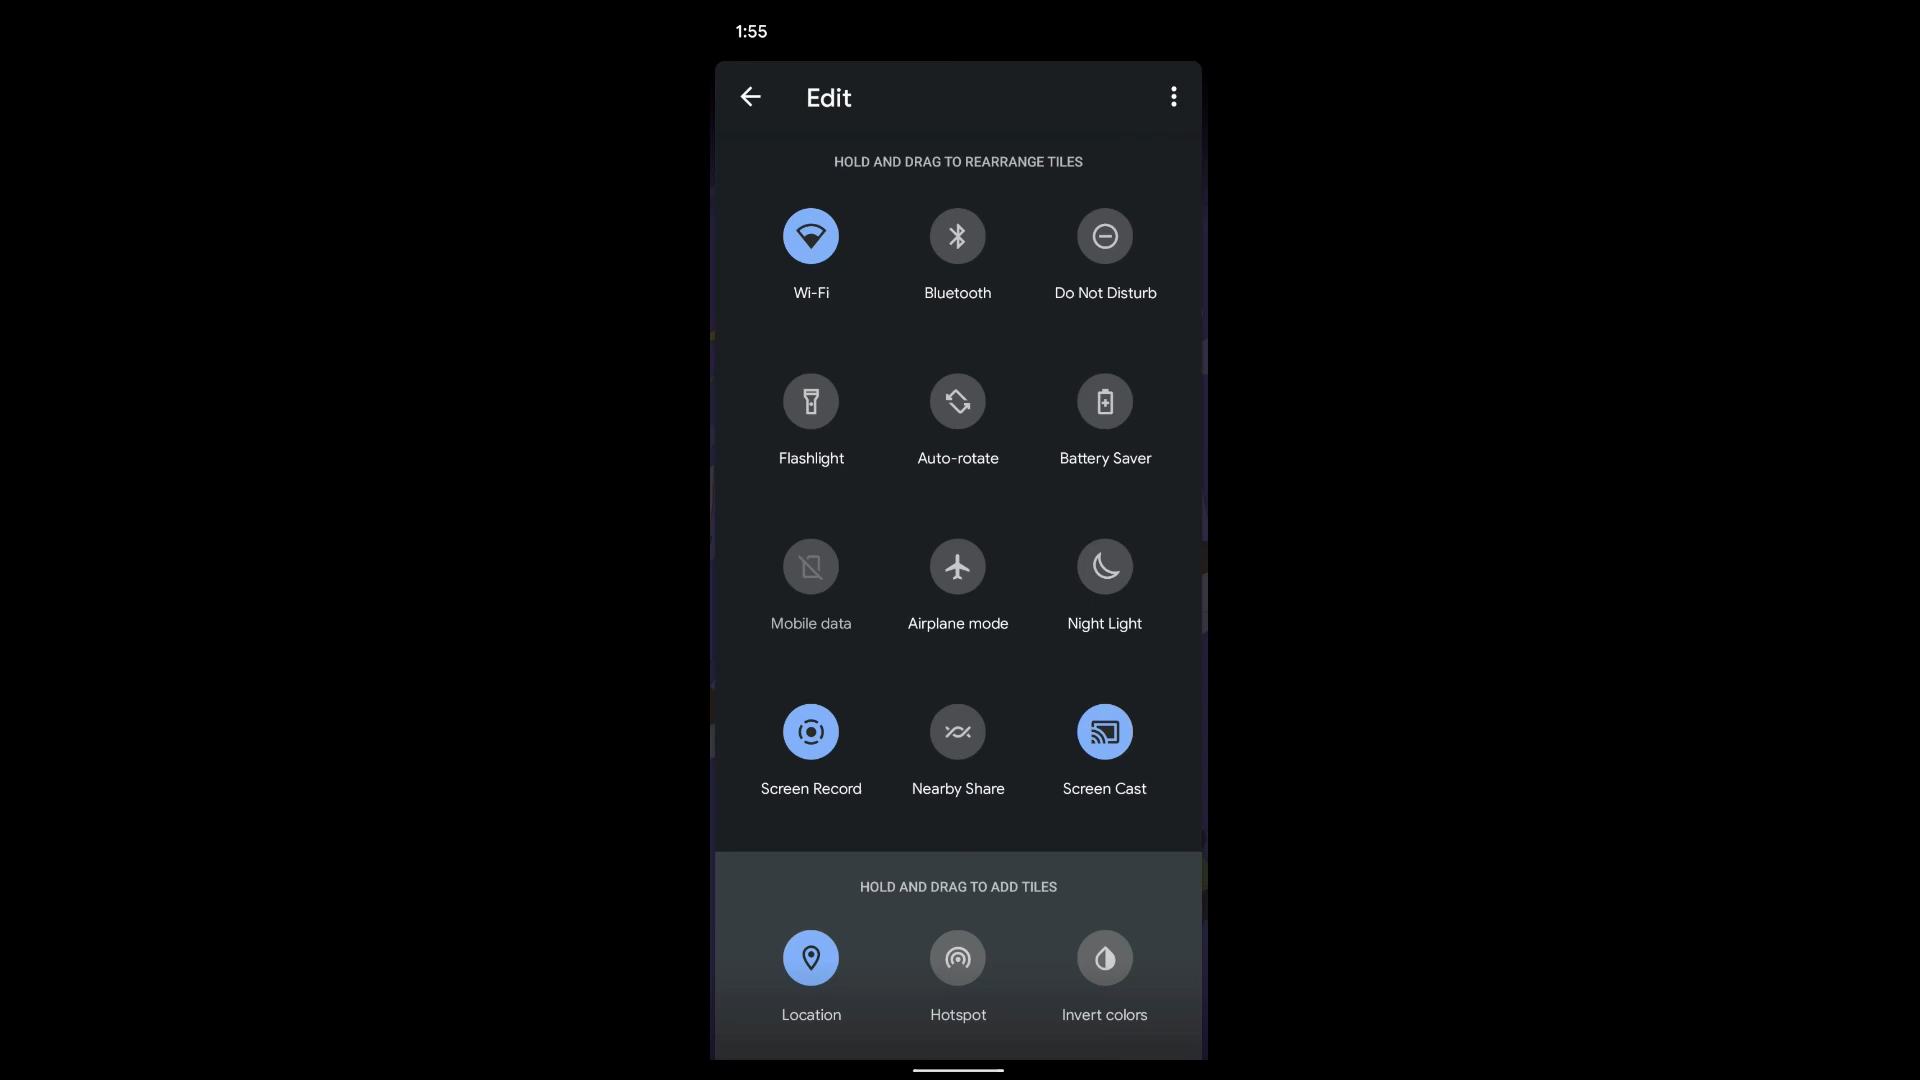 1:55
Edit
HOLD AND DRAG TO REARRANGE TILES
Wi-Fi
Bluetooth
Do Not Disturb
Flashlight
Auto-rotate
Battery Saver
Mobile data
Airplane mode
Night Light
Screen Record
Nearby Share
Screen Cast
HOLD AND DRAG TO ADD TILES
Location
Hotspot
Invert colors